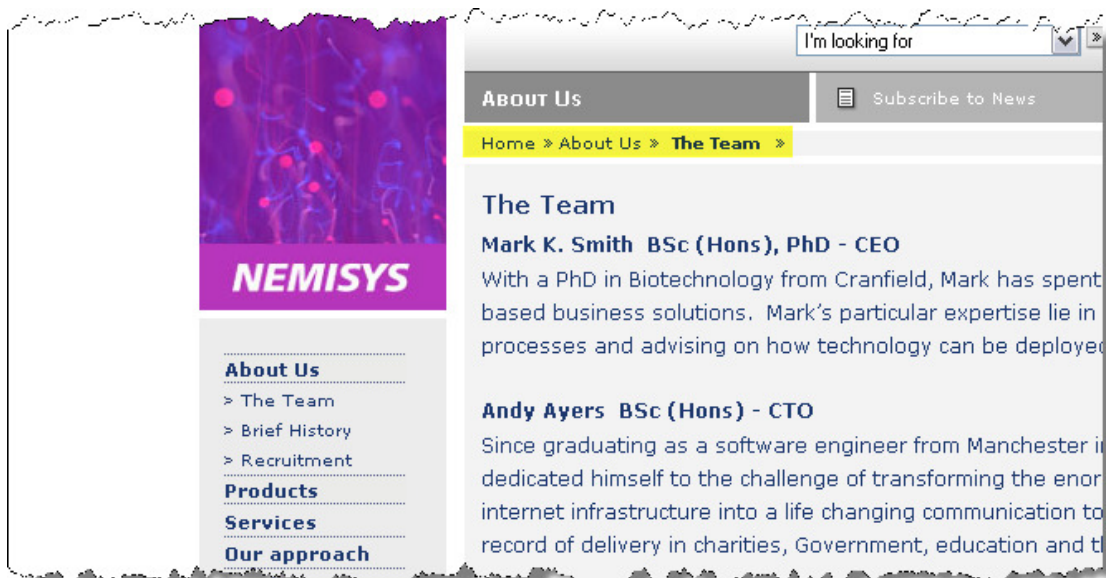 I'm looking for
»
About Us
Subscribe to News
Home » About Us » The Team »
NEMISYS
About Us
> The Team
> Brief History
> Recruitment
Products
Services
Our approach
The Team
Mark K. Smith BSc (Hons), PhD - CEO
With a PhD in Biotechnology from Cranfield, Mark has spent
based business solutions. Mark’s particular expertise lie in
processes and advising on how technology can be deployed
Andy Ayers BSc (Hons) - CTO
Since graduating as a software engineer from Manchester
dedicated himself to the challenge of transforming the
internet infrastructure into a life changing communication to
record of delivery in charities, Government, education and